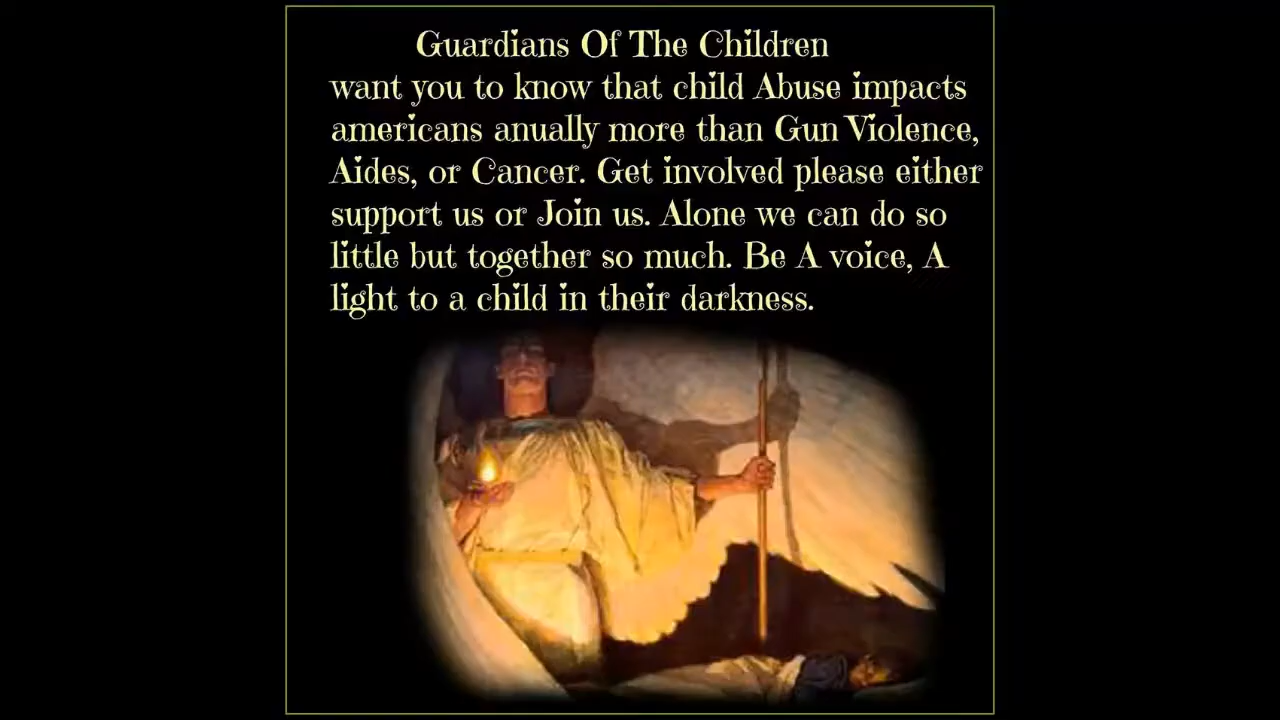 Guardians Of The Children
want you to know that child Abuse impacts
americans anually more than Gun Violence,
Aides, or Cancer. Get involved please either
support us or Join us. Alone we can do so
little but together so much. Be A voice, A
light to a child in their darkness.